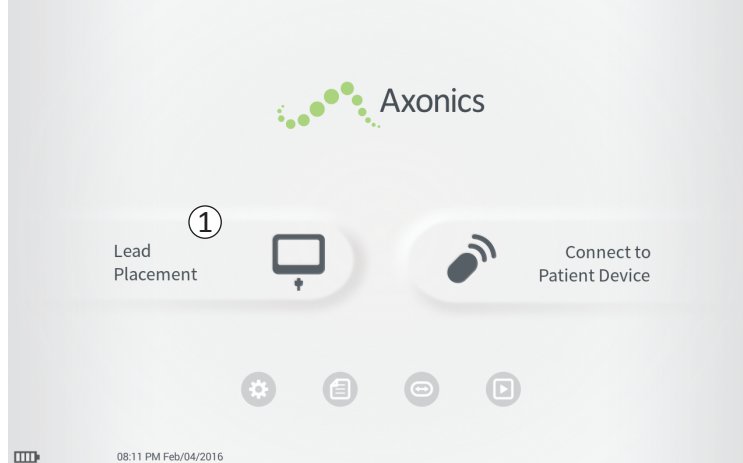 Axonics
①
Lead
Placement
Connect to
Patient Device
08:11 PM Feb/04/2016